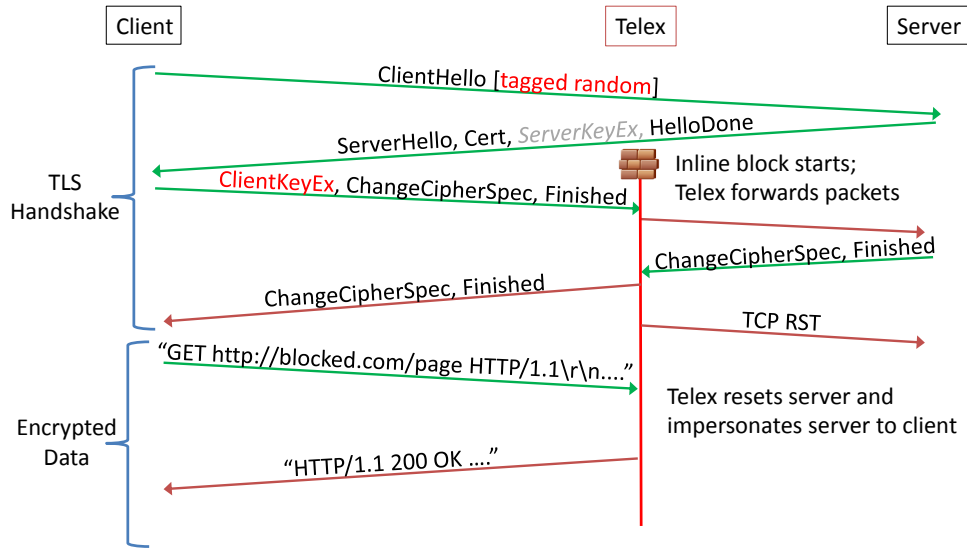 Client
Telex
Server
ClientHello [tagged random]
ServerHello, Cert, ServerKeyEx, HelloDone
Inline block starts;
Telex forwards packets
ClientKeyEx, ChangeCipherSpec, Finished
TLS
Handshake
ChangeCipherSpec, Finished
ChangeCipherSpec, Finished
TCP RST
“GET http://blocked.com/page HTTP/1.1\r\n....”
Telex resets server and
impersonates server to client
Encrypted
Data
“HTTP/1.1 200 OK ....”